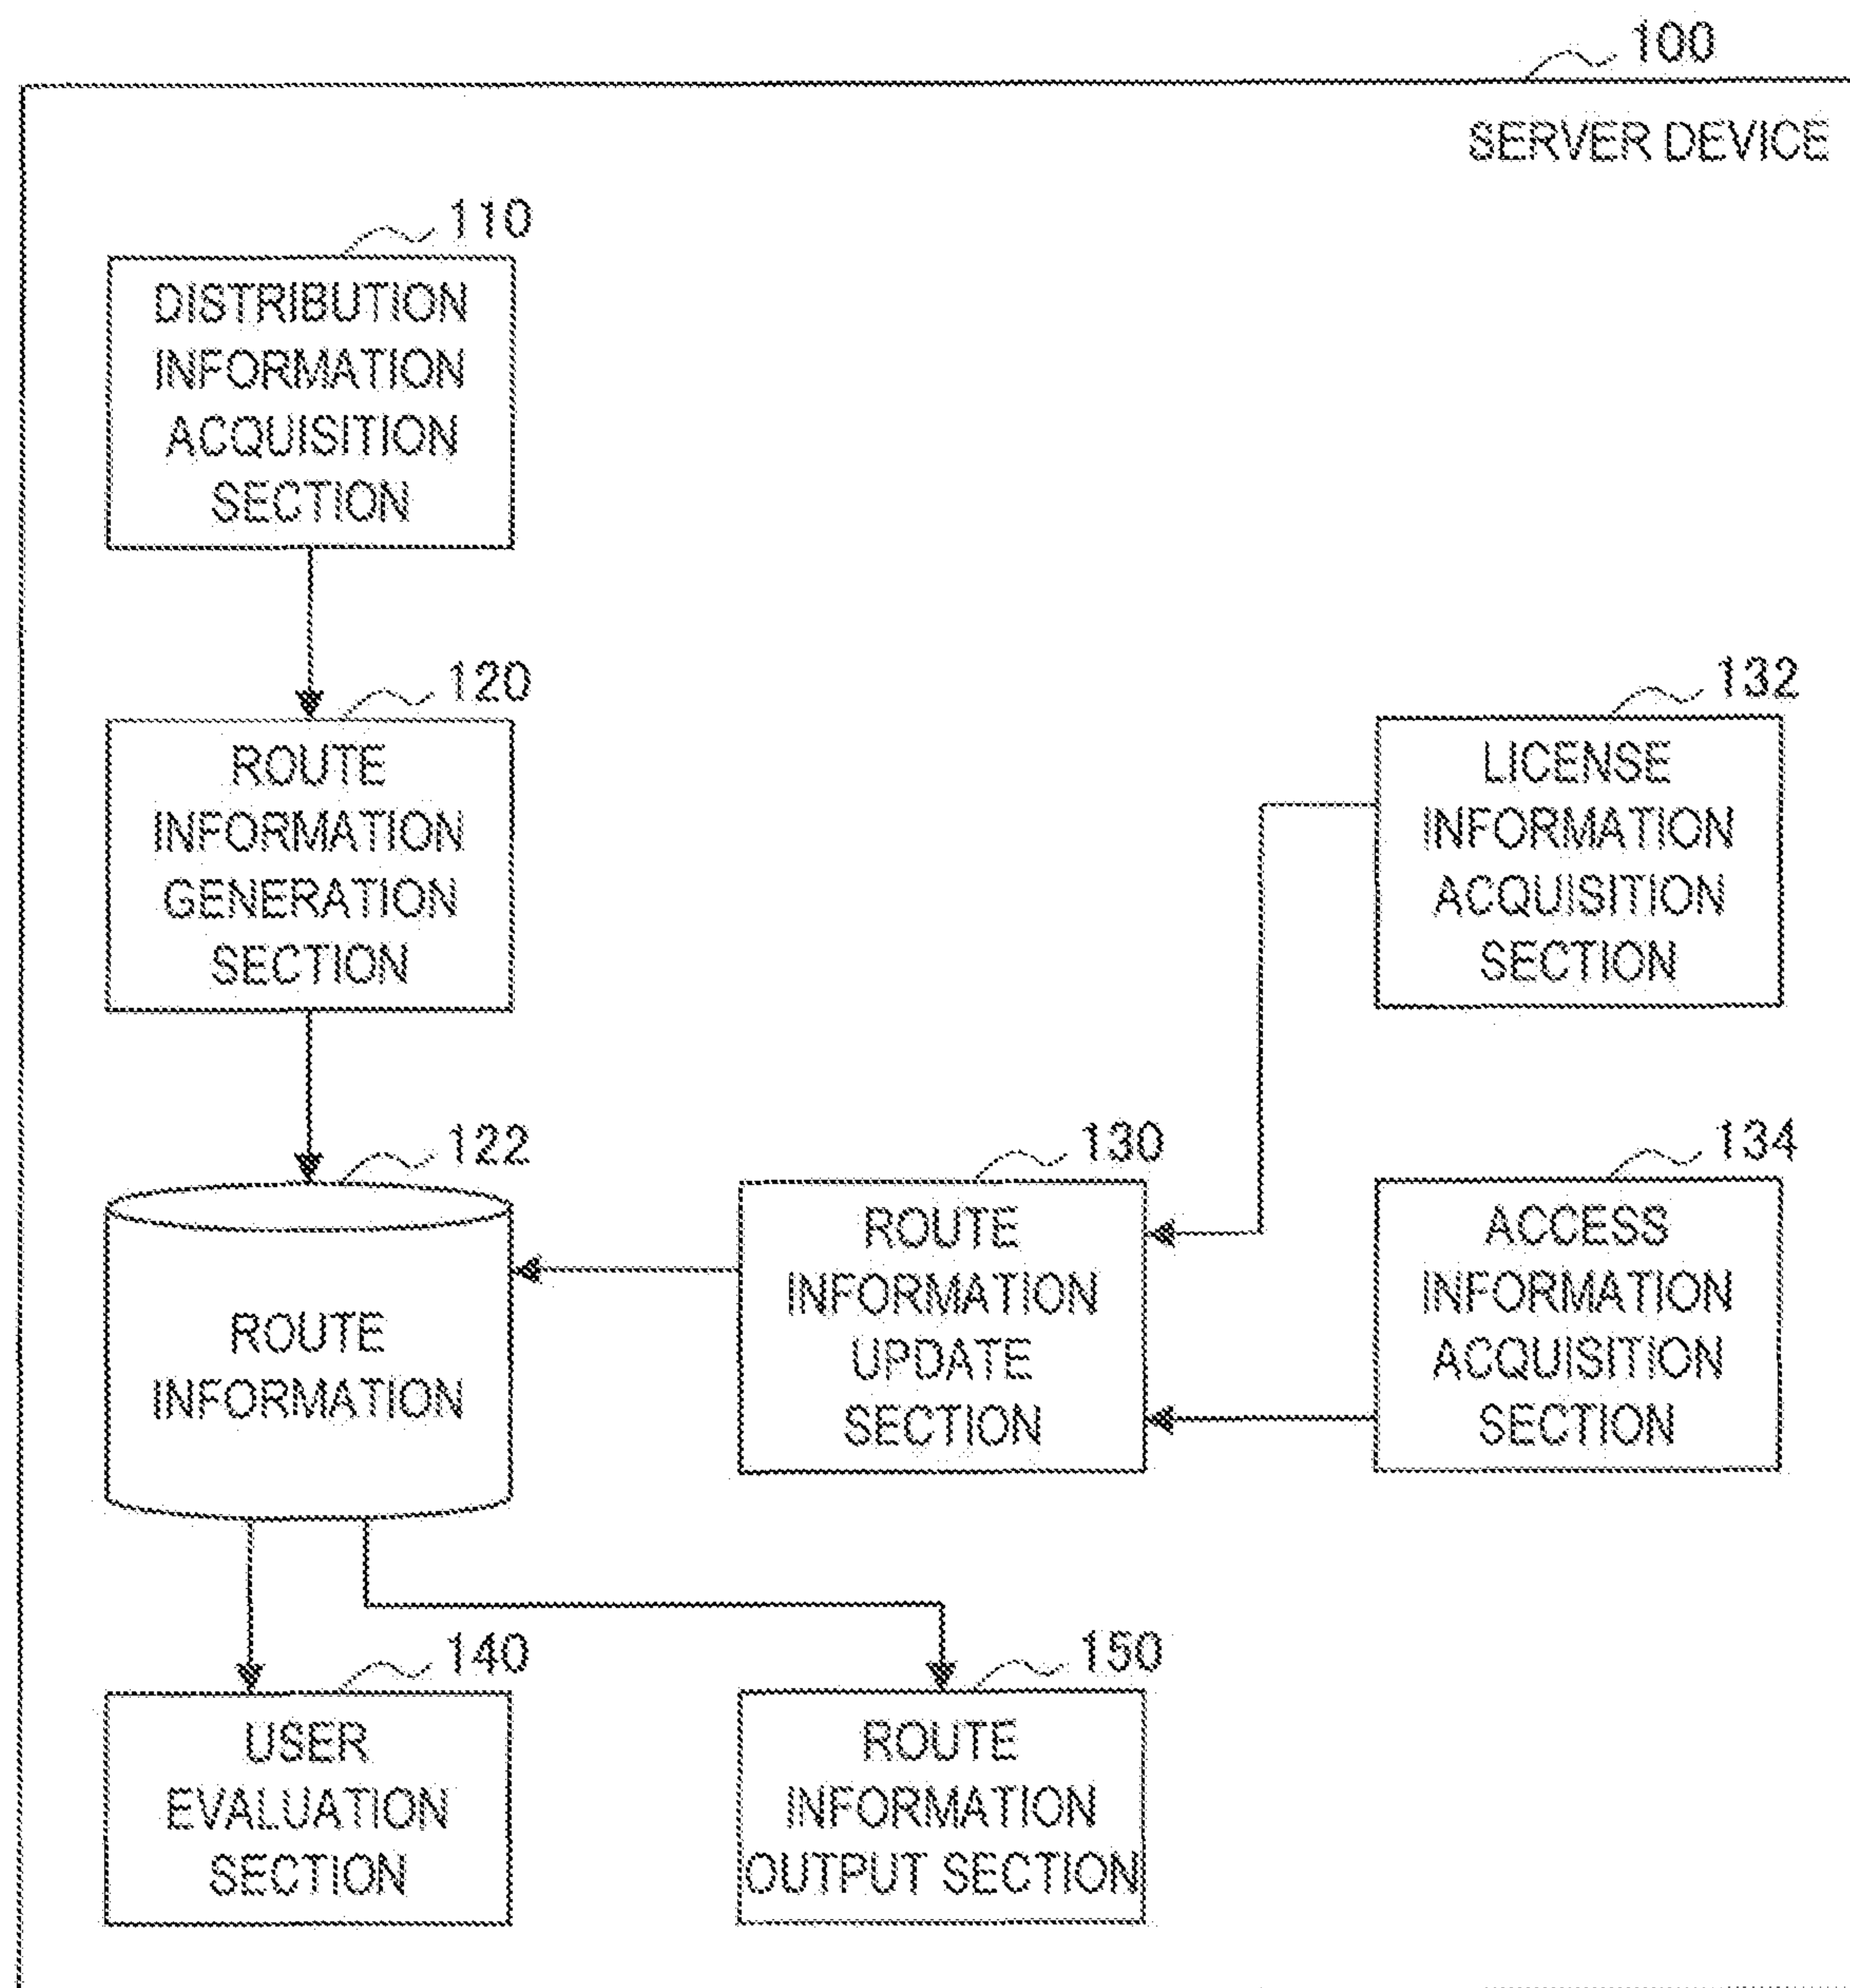 100
SERVER DEVICE
110
DISTRIBUTION
INFORMATION
ACQUISITION
SECTION
120
ROUTE
INFORMATION
GENERATION
SECTION
132
LICENSE
INFORMATION
ACQUISITION
SECTION
122
ROUTE
INFORMATION
130
ROUTE
INFORMATION
UPDATE
SECTION
134
ACCESS
INFORMATION
ACQUISITION
SECTION
140
USER
EVALUATION
SECTION
150
ROUTE
INFORMATION
OUTPUT SECTION